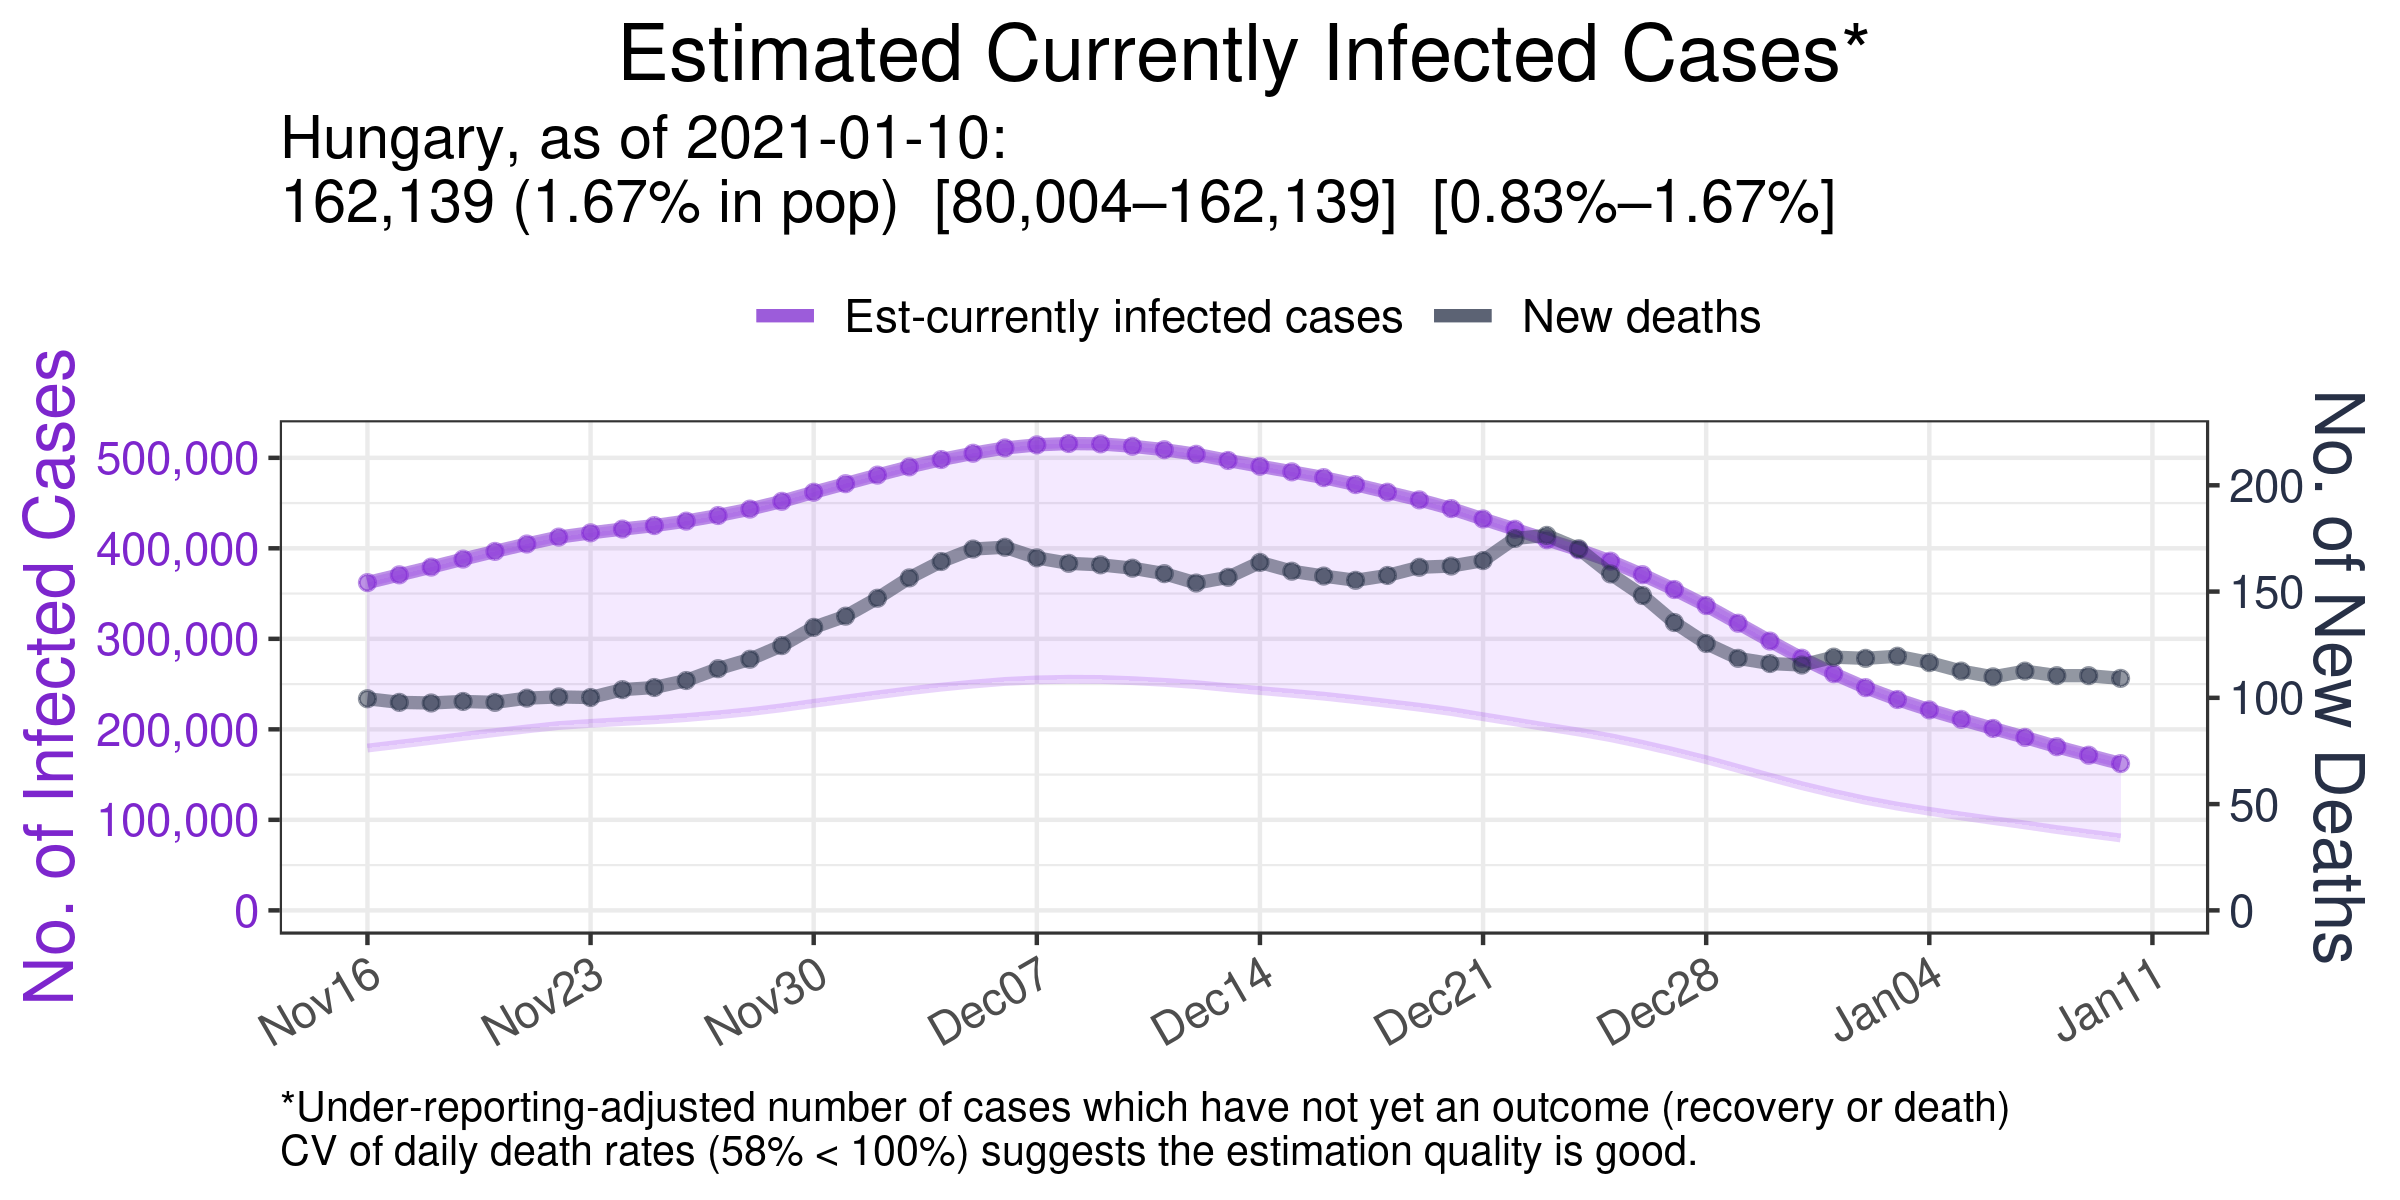 Estimated Currently Infected Cases*
Hungary, as of 2021-01-10:
162,139 (1.67% in pop)  [80,004–162,139]  [0.83%–1.67%]
Est-currently infected cases
New deaths
No. of Infected Cases
500,000
400,000
300,000
200,000
100,000
0
No. of New Deaths
200
150
100
50
0
Nov16
Nov23
Nov30
Dec07
Dec14
Dec21
Dec28
Jan04
Jan11
*Under-reporting-adjusted number of cases which have not yet an outcome (recovery or death)
CV of daily death rates (58% < 100%) suggests the estimation quality is good.